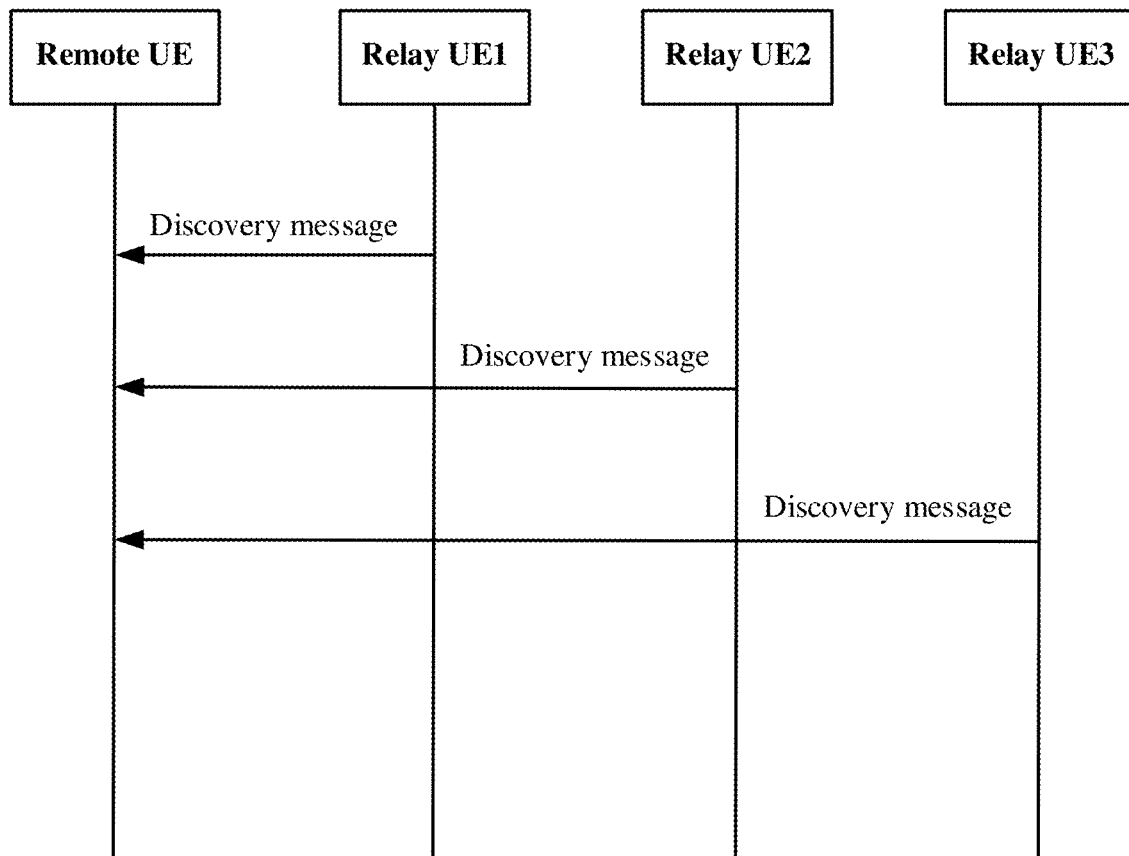 Remote UE
Relay UE1
Relay UE2
Relay UE3
Discovery message
Discovery message
Discovery message